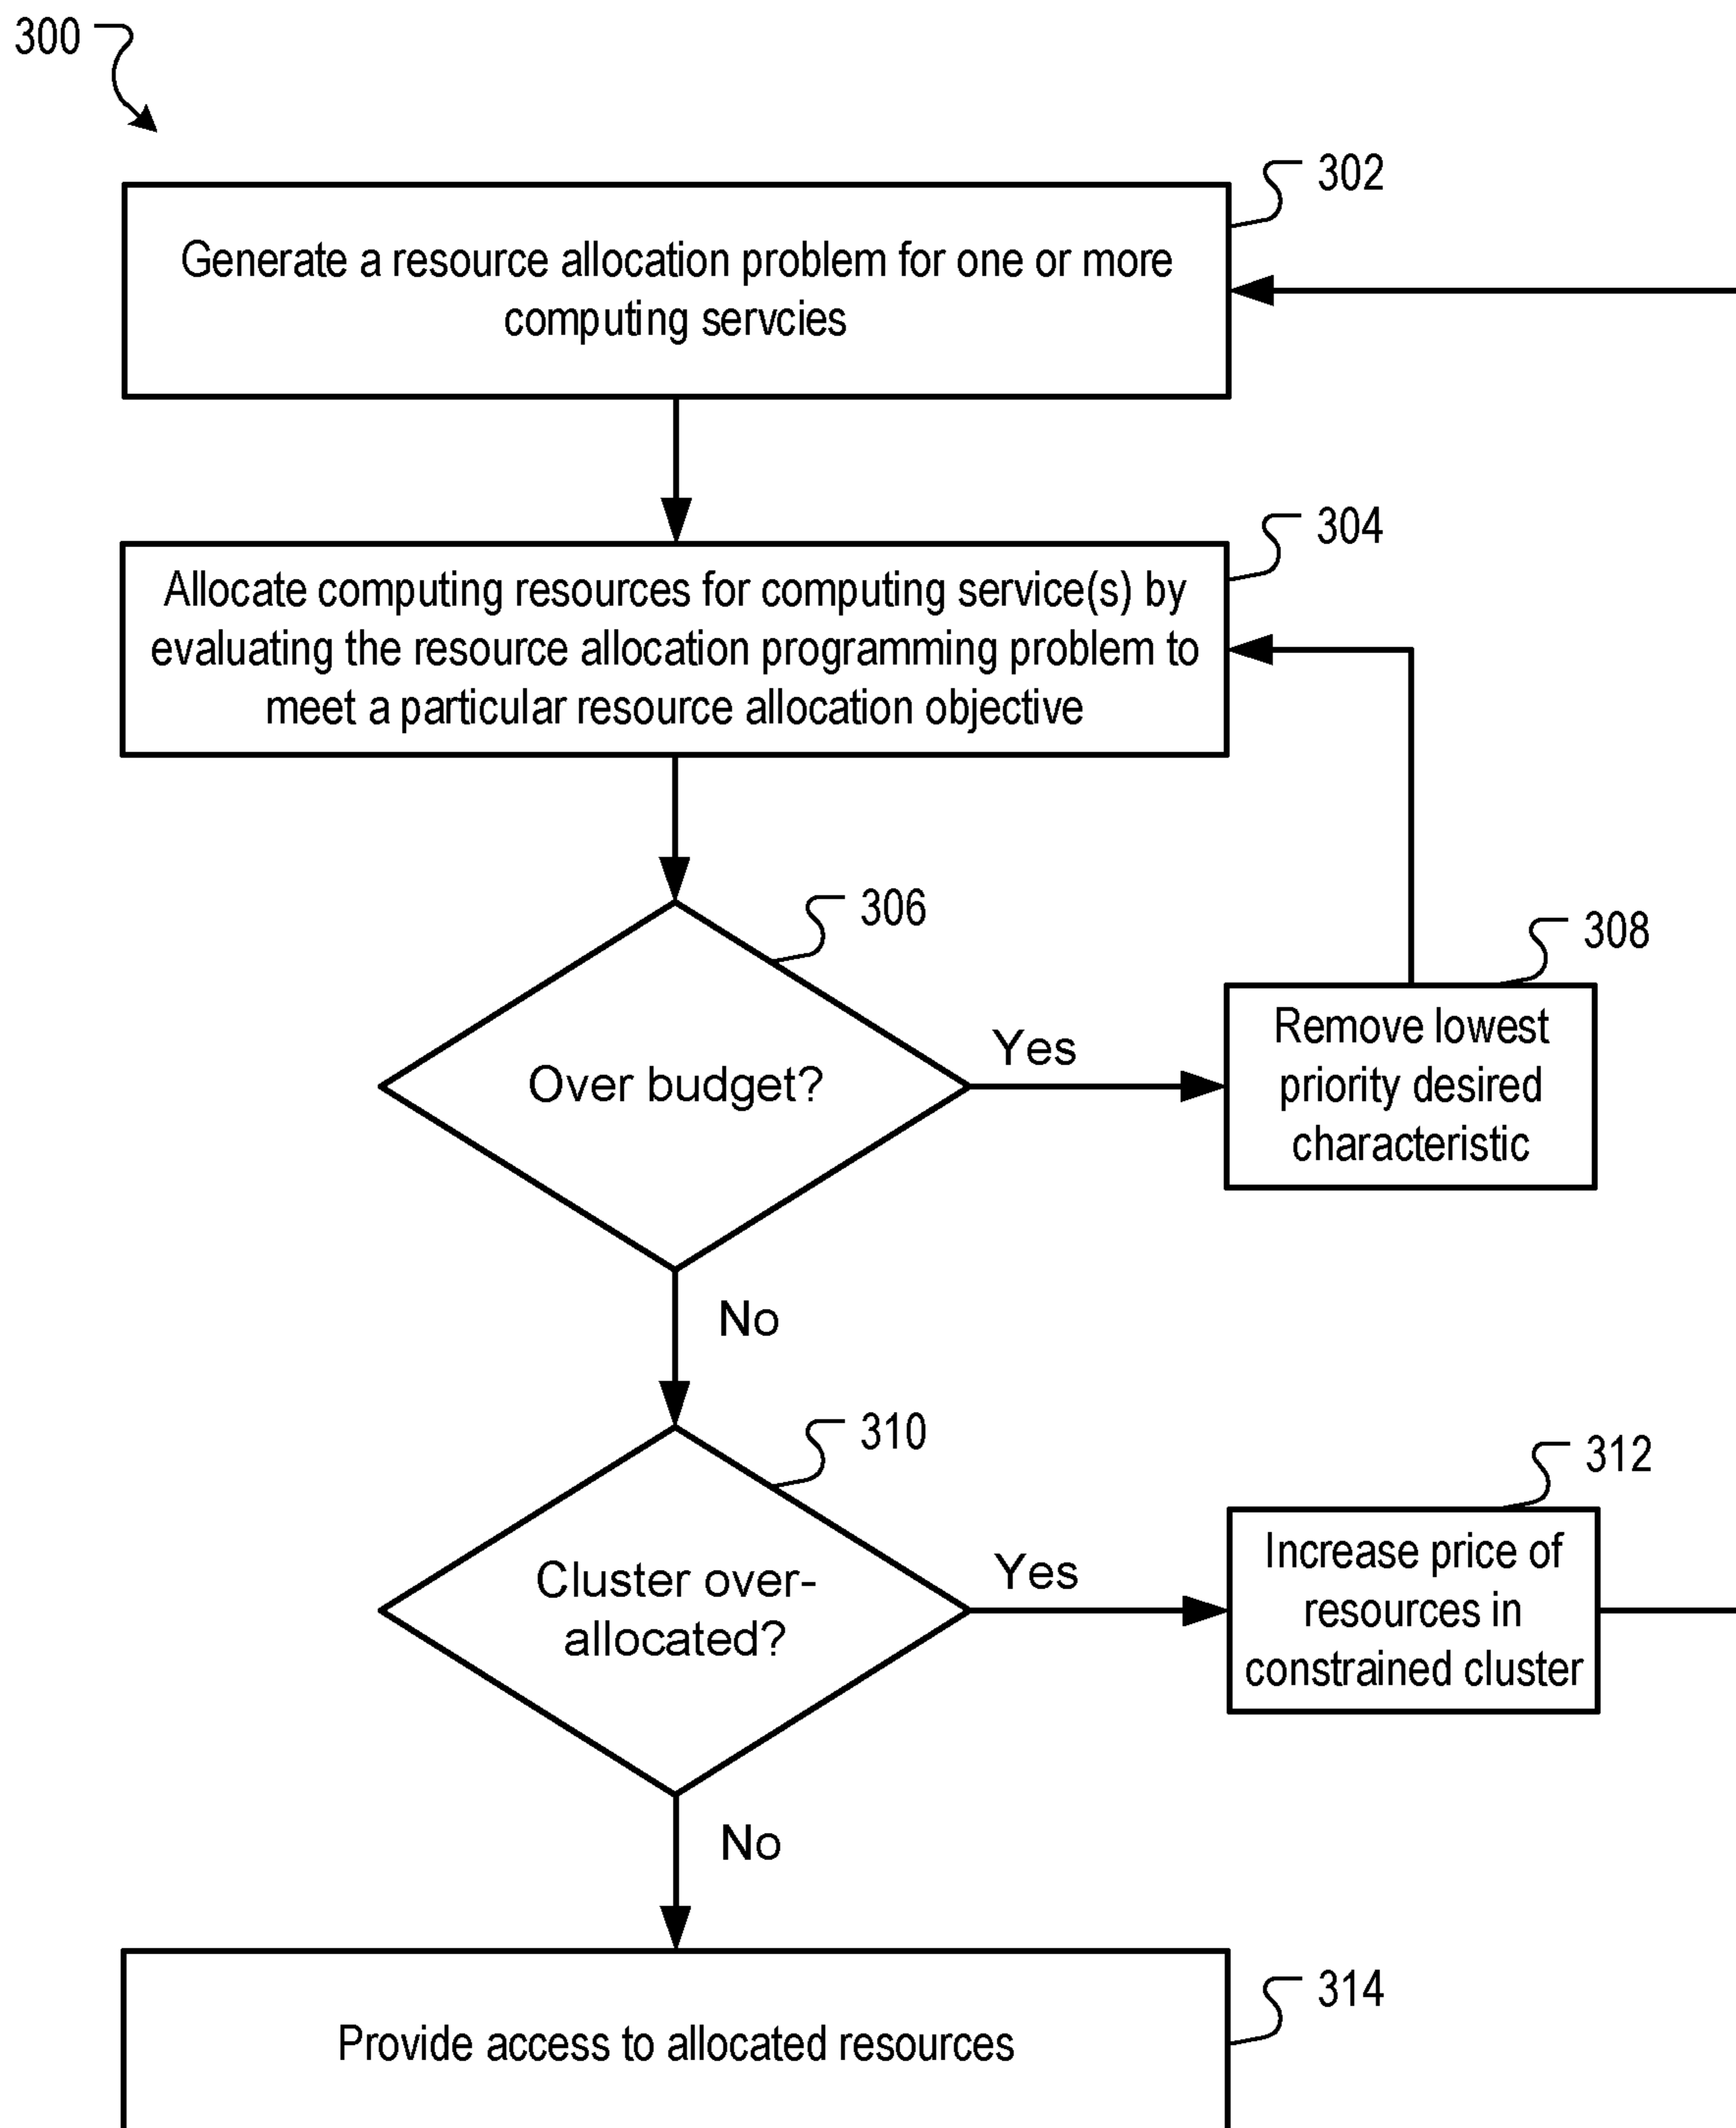 300
302
Generate a resource allocation problem for one or more
computing servcies
304
Allocate computing resources for computing service(s) by
evaluating the resource allocation programming problem to
meet a particular resource allocation objective
306
308
Over budget?
Yes
Remove lowest
priority desired
characteristic
No
310
312
Cluster over-
allocated?
Yes
Increase price of
resources in
constrained cluster
No
314
Provide access to allocated resources